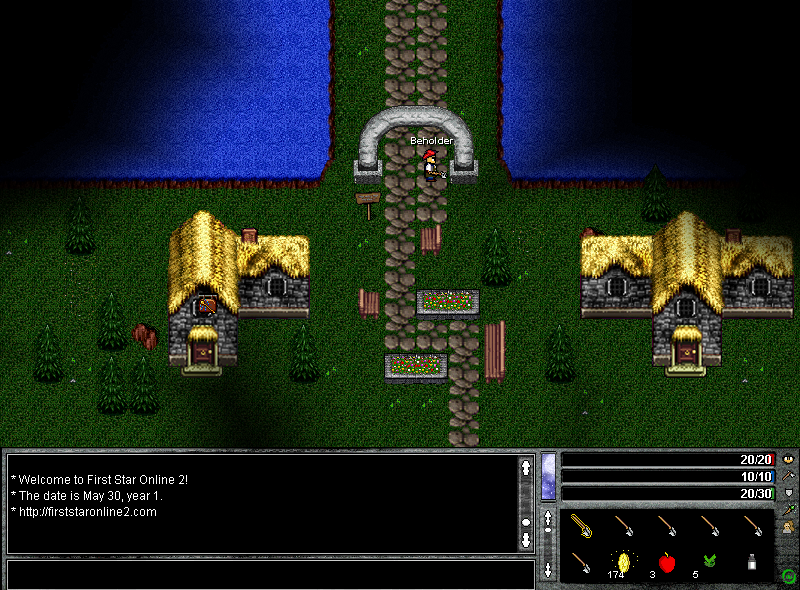 Beholder
* Welcome to First Star Online 2!
* The date is May 30, year 1.
* http://firststaronline2.com
20/20
10/10
20/30
174
3
5